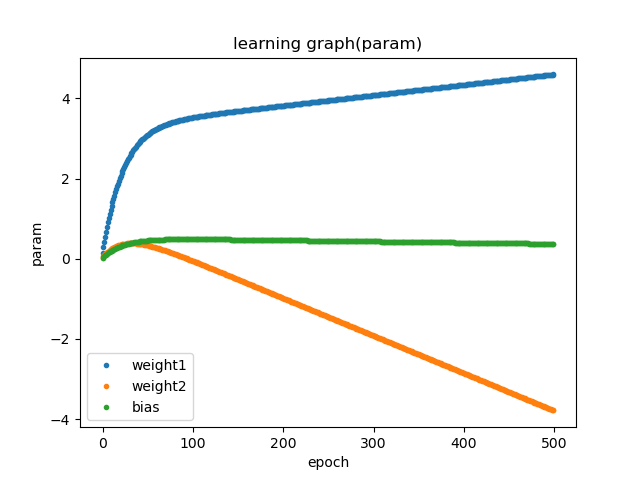 learning graph(param)
param
4
2
0
−2
−4
weight1
weight2
bias
0 100 200 300 400 500
epoch